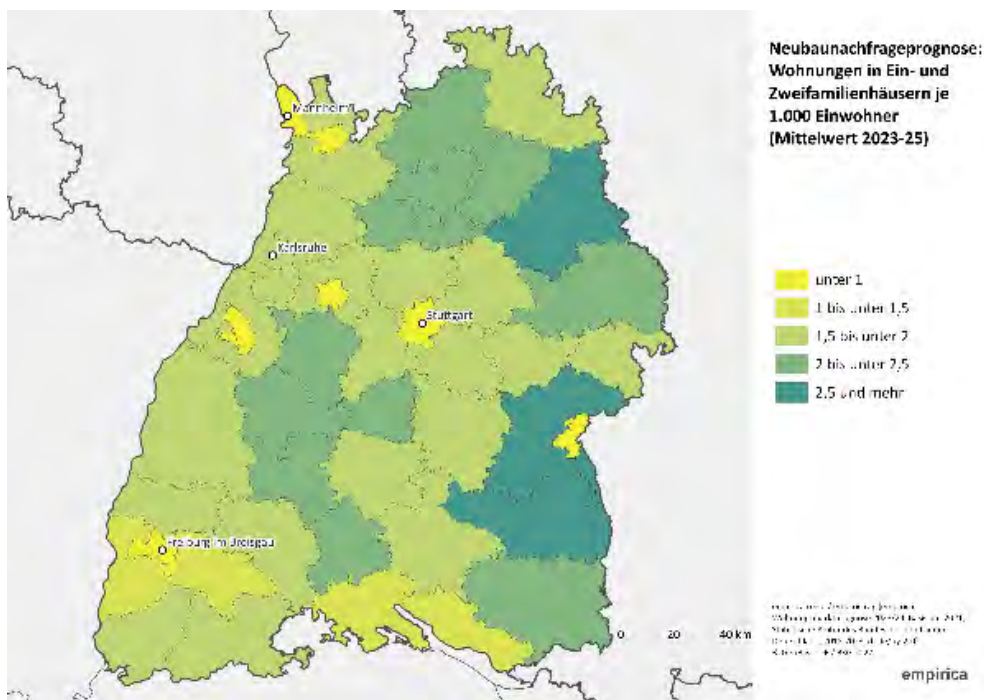 Neubaunachfrageprognose:
Wohnungen in Ein- und
Zweifamilienhäusern je
1.000 Einwohner
(Mittelwert 2023-25)
Mannheim
Karlsruhe
Stuttgart
Freiburg im Breisgau
unter 1
1 bis unter 1,5
1,5 bis unter 2
2 bis unter 2,5
2,5 und mehr
0 20 40 km
empirica